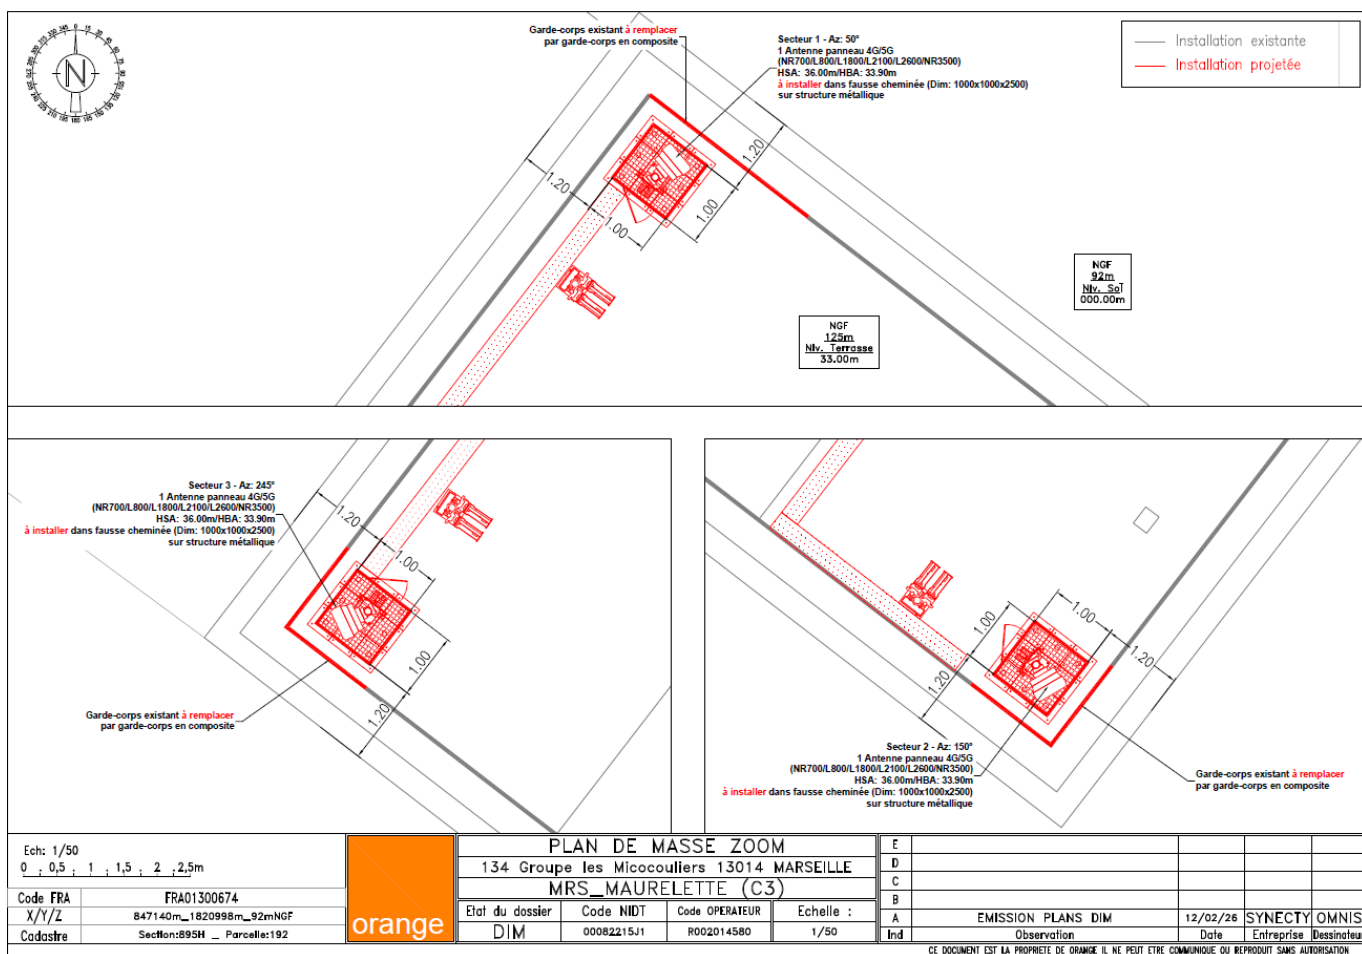 Garde-corps existant à remplacer
par garde-corps en composite
Secteur 1 - Az: 50°
1 Antenne panneau 4G/5G
(NR700/L800/L1800/L2100/L2600/NR3500)
HSA: 36.00m/HBA: 33.90m
à installer dans fausse cheminée (Dim: 1000x1000x2500)
sur structure métallique
Installation existante
Installation projetée
N
1.20
1.20
1.00
1.00
NGF
92m
Niv. Sol
000.00m
NGF
125m
Niv. Terrasse
33.00m
Secteur 3 - Az: 245°
1 Antenne panneau 4G/5G
(NR700/L800/L1800/L2100/L2600/NR3500)
HSA: 36.00m/HBA: 33.90m
à installer dans fausse cheminée (Dim: 1000x1000x2500)
sur structure métallique
1.20
1.00
1.00
1.20
Garde-corps existant à remplacer
par garde-corps en composite
1.00
1.00
1.20
1.20
Secteur 2 - Az: 150°
1 Antenne panneau 4G/5G
(NR700/L800/L1800/L2100/L2600/NR3500)
HSA: 36.00m/HBA: 33.90m
à installer dans fausse cheminée (Dim: 1000x1000x2500)
sur structure métallique
Garde-corps existant à remplacer
par garde-corps en composite
Ech: 1/50
0 0,5 1 1,5 2 2,5m
Code FRA FRA01300674
X/Y/Z 847140m_1820998m_92mNGF
Cadastre Section:895H _ Parcelle:192
orange
PLAN DE MASSE ZOOM
134 Groupe les Micocouliers 13014 MARSEILLE
MRS_MAURELETTE (C3)
Etat du dossier Code NIDT Code OPERATEUR Echelle :
DIM 00082215J1 R002014580 1/50
E
D
C
B
A EMISSION PLANS DIM 12/02/26 SYNECTY OMNIS
Ind Observation Date Entreprise Dessinateur
CE DOCUMENT EST LA PROPRIETE DE ORANGE IL NE PEUT ETRE COMMUNIQUE OU REPRODUIT SANS AUTORISATION